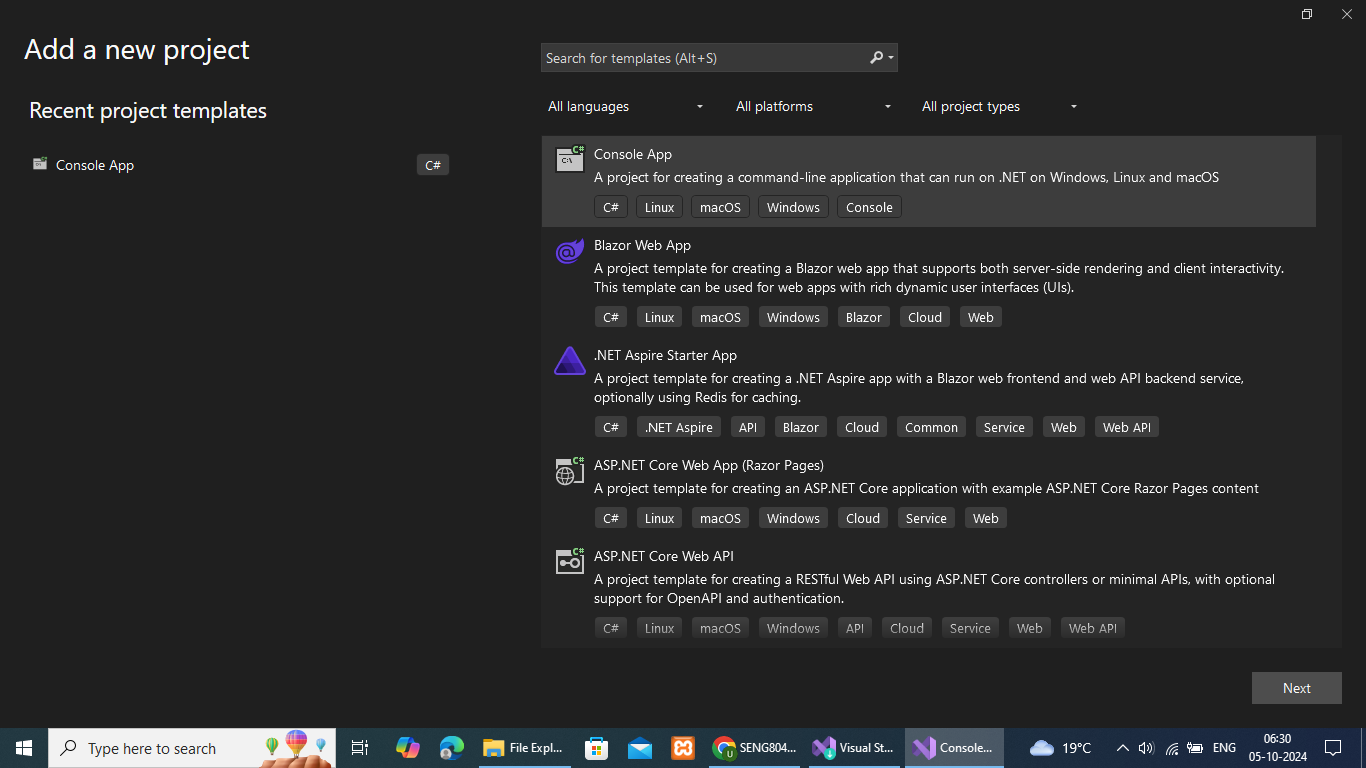 Add a new project
Search for templates (Alt+S)
Recent project templates
All languages
All platforms
All project types
Console App
C#
Console App
A project for creating a command-line application that can run on .NET on Windows, Linux and macOS
C# Linux macOS Windows Console
Blazor Web App
A project template for creating a Blazor web app that supports both server-side rendering and client interactivity.
This template can be used for web apps with rich dynamic user interfaces (UIs).
C# Linux macOS Windows Blazor Cloud Web
.NET Aspire Starter App
A project template for creating a .NET Aspire app with a Blazor web frontend and web API backend service,
optionally using Redis for caching.
C# .NET Aspire API Blazor Cloud Common Service Web Web API
ASP.NET Core Web App (Razor Pages)
A project template for creating an ASP.NET Core application with example ASP.NET Core Razor Pages content
C# Linux macOS Windows Cloud Service Web
ASP.NET Core Web API
A project template for creating a RESTful Web API using ASP.NET Core controllers or minimal APIs, with optional
support for OpenAPI and authentication.
C# Linux macOS Windows API Cloud Service Web Web API
Next
Type here to search
File Expl...
SENG804...
Visual St...
Console...
19°C
ENG
06:30
05-10-2024